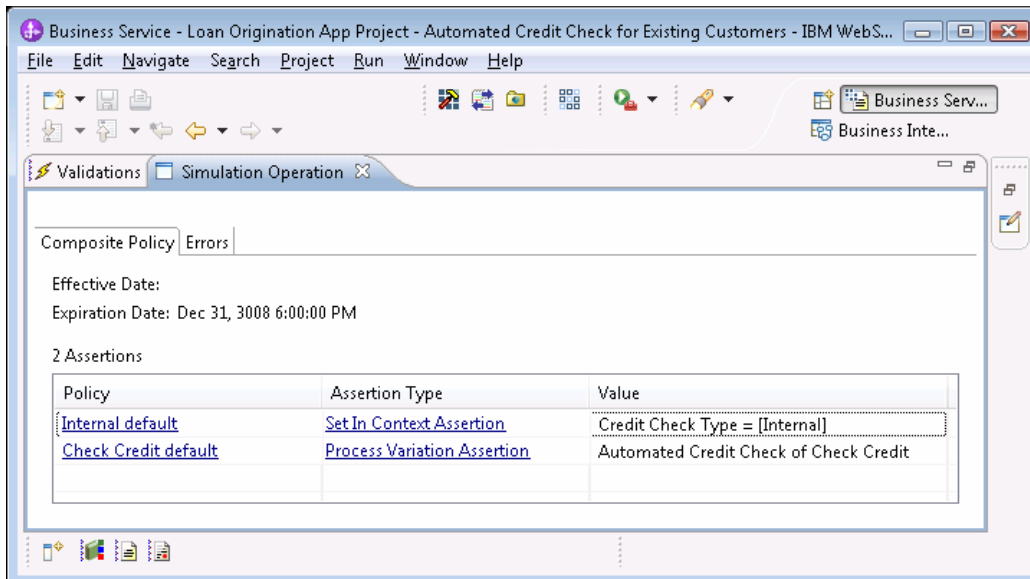 Business Service - Loan Origination App Project - Automated Credit Check for Existing Customers - IBM WebS...
File Edit Navigate Search Project Run Window Help
Business Serv...
Business Inte...
Validations Simulation Operation
Composite Policy Errors
Effective Date:
Expiration Date: Dec 31, 3008 6:00:00 PM
2 Assertions
Policy Assertion Type Value
Internal default Set In Context Assertion Credit Check Type = [Internal]
Check Credit default Process Variation Assertion Automated Credit Check of Check Credit